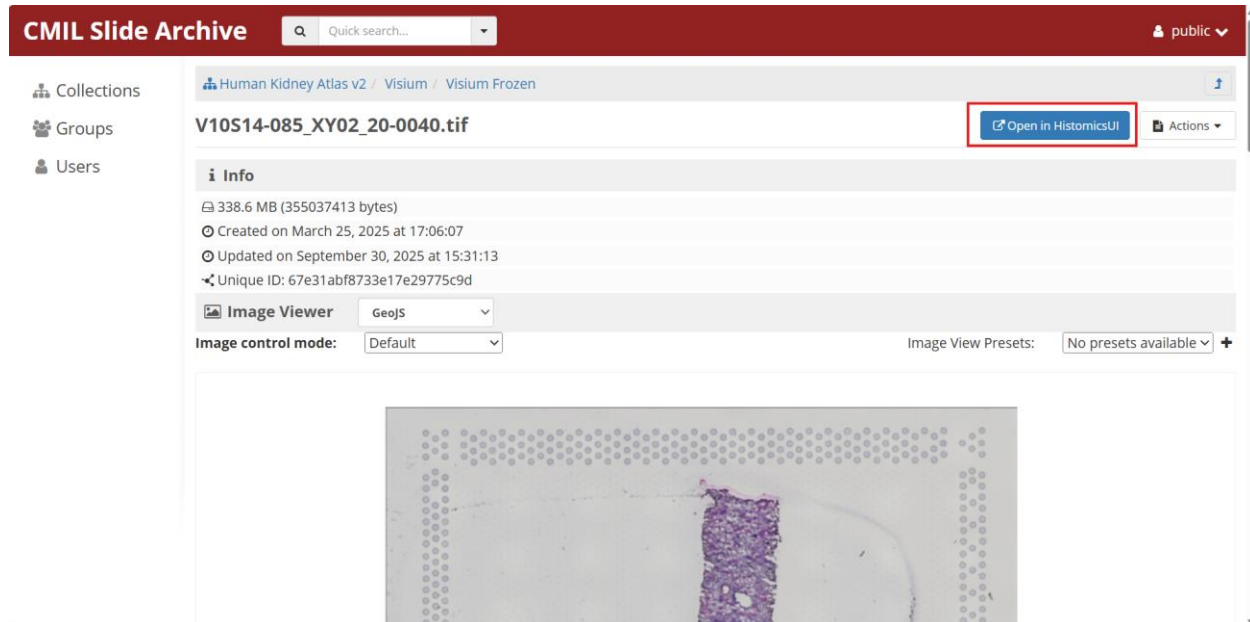 CMIL Slide Archive
Quick search...
public
Collections
Groups
Users
Human Kidney Atlas v2 / Visium / Visium Frozen
V10S14-085_XY02_20-0040.tif
Open in HistomicsUI
Actions
i Info
338.6 MB (355037413 bytes)
Created on March 25, 2025 at 17:06:07
Updated on September 30, 2025 at 15:31:13
Unique ID: 67e31abf8733e17e29775c9d
Image Viewer GeoJS
Image control mode: Default
Image View Presets: No presets available +